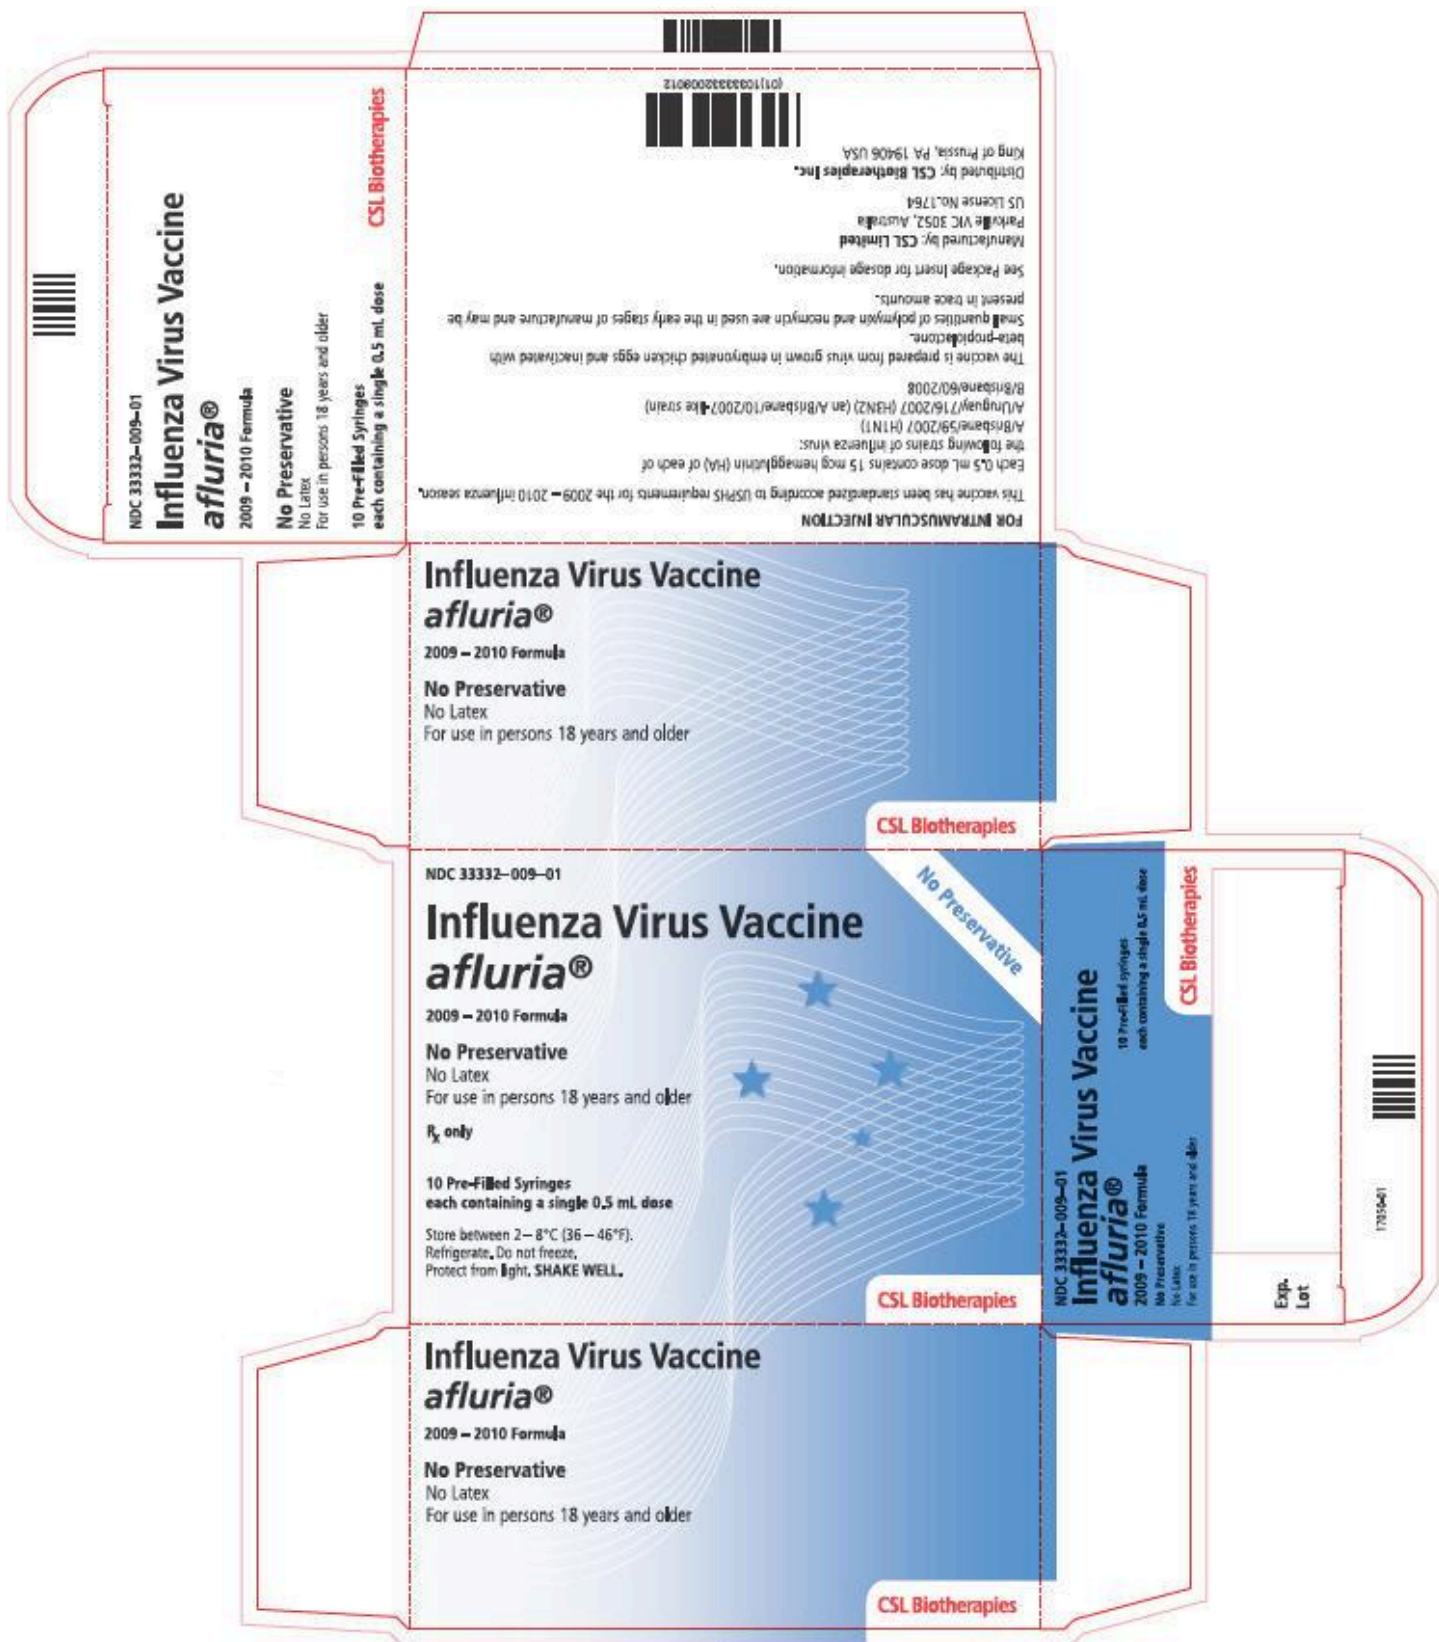 (01)10333332009012
King of Prussia, PA 19406 USA
Distributed by: CSL Biotherapies Inc.
US License No.1764
Parkville VIC 3052, Australia
Manufactured by: CSL Limited
See Package Insert for dosage information.
present in trace amounts.
Small quantities of polymyxin and neomycin are used in the early stages of manufacture and may be
beta-propiolactone.
The vaccine is prepared from virus grown in embryonated chicken eggs and inactivated with
B/Brisbane/60/2008
A/Uruguay/716/2007 (H3N2) (an A/Brisbane/10/2007-like strain)
A/Brisbane/59/2007 (H1N1)
the following strains of influenza virus:
Each 0.5 mL dose contains 15 mcg hemagglutinin (HA) of each of
This vaccine has been standardized according to USPHS requirements for the 2009 – 2010 influenza season.
FOR INTRAMUSCULAR INJECTION
NDC 33332-009-01
Influenza Virus Vaccine
afluria®
2009 – 2010 Formula
No Preservative
No Latex
For use in persons 18 years and older
10 Pre-Filled Syringes
each containing a single 0.5 mL dose
CSL Biotherapies
Influenza Virus Vaccine
afluria®
2009 – 2010 Formula
No Preservative
No Latex
For use in persons 18 years and older
CSL Biotherapies
NDC 33332-009-01
No Preservative
Influenza Virus Vaccine
afluria®
2009 – 2010 Formula
No Preservative
No Latex
For use in persons 18 years and older
Rx only
10 Pre-Filled Syringes
each containing a single 0.5 mL dose
Store between 2 – 8°C (36 – 46°F).
Refrigerate. Do not freeze.
Protect from light. SHAKE WELL.
CSL Biotherapies
NDC 33332-009-01
Influenza Virus Vaccine
afluria®
2009 – 2010 Formula
No Preservative
No Latex
For use in persons 18 years and older
10 Pre-Filled syringes
each containing a single 0.5 mL dose
CSL Biotherapies
Exp.
Lot
17050-01
Influenza Virus Vaccine
afluria®
2009 – 2010 Formula
No Preservative
No Latex
For use in persons 18 years and older
CSL Biotherapies